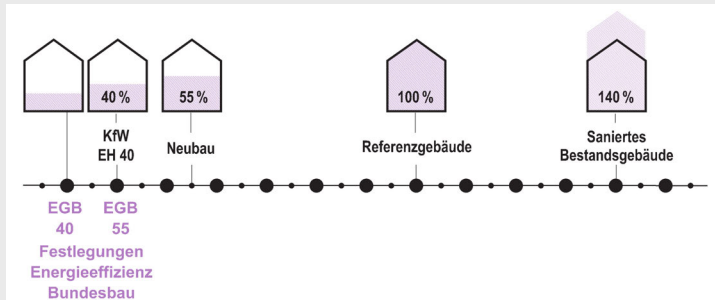 40 %
55 %
100 %
140 %
KfW
EH 40
Neubau
Referenzgebäude
Saniertes
Bestandsgebäude
EGB
40
EGB
55
Festlegungen
Energieeffizienz
Bundesbau